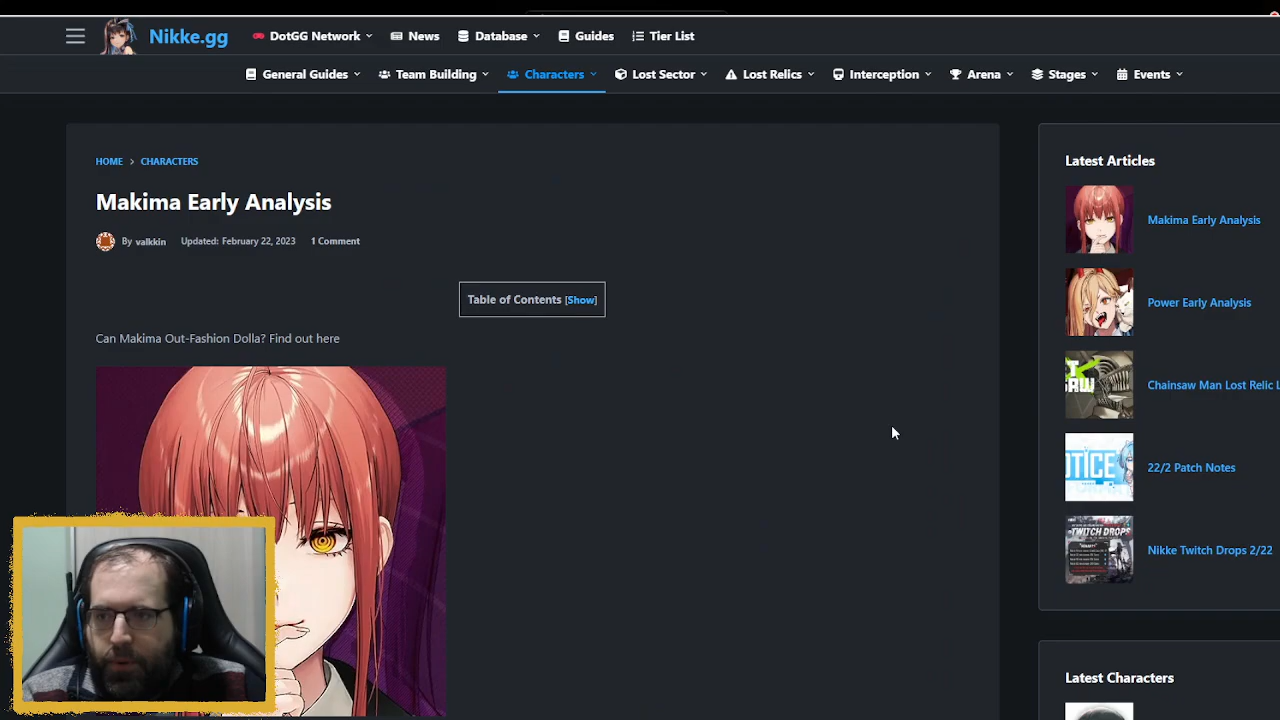 Nikke.gg
DotGG Network
News
Database
Guides
Tier List
General Guides
Team Building
Characters
Lost Sector
Lost Relics
Interception
Arena
Stages
Events
HOME > CHARACTERS
Makima Early Analysis
By valkkin Updated: February 22, 2023 1 Comment
Table of Contents [Show]
Can Makima Out-Fashion Dolla? Find out here
Latest Articles
Makima Early Analysis
Power Early Analysis
Chainsaw Man Lost Relic L
22/2 Patch Notes
OTICE
Nikke Twitch Drops 2/22
TWITCH DROPS
Latest Characters